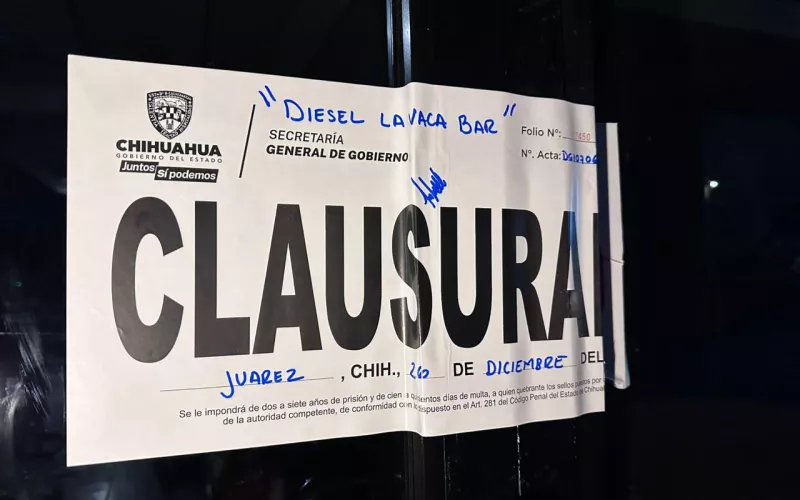 "DIESEL LA VACA BAR"
CHIHUAHUA
GOBIERNO DEL ESTADO
Juntos Sí podemos
SECRETARÍA
GENERAL DE GOBIERNO
Folio N°: 450
N°. Acta: DG10706
CLAUSURA
JUAREZ, CHIH., 26 DE DICIEMBRE DEL
Se le impondrá de dos a siete años de prisión y de cien a quinientos días de multa, a quien quebrante los sellos puestos por
de la autoridad competente, de conformidad con lo dispuesto en el Art. 281 del Código Penal del Estado de Chihua